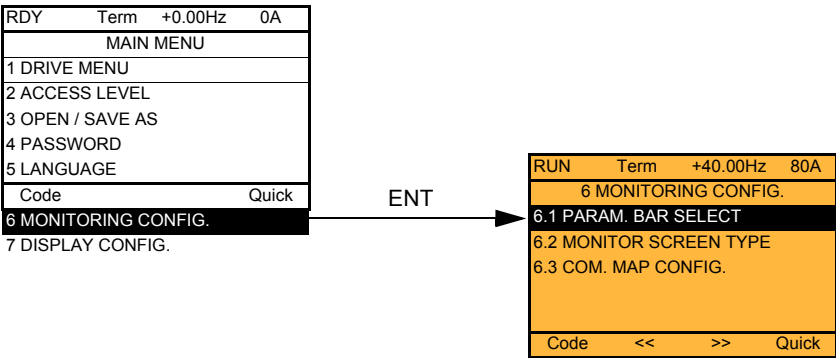 RDY Term +0.00Hz 0A
MAIN MENU
1 DRIVE MENU
2 ACCESS LEVEL
3 OPEN / SAVE AS
4 PASSWORD
5 LANGUAGE
Code Quick
6 MONITORING CONFIG.
7 DISPLAY CONFIG.
ENT
RUN Term +40.00Hz 80A
6 MONITORING CONFIG.
6.1 PARAM. BAR SELECT
6.2 MONITOR SCREEN TYPE
6.3 COM. MAP CONFIG.
Code << >> Quick